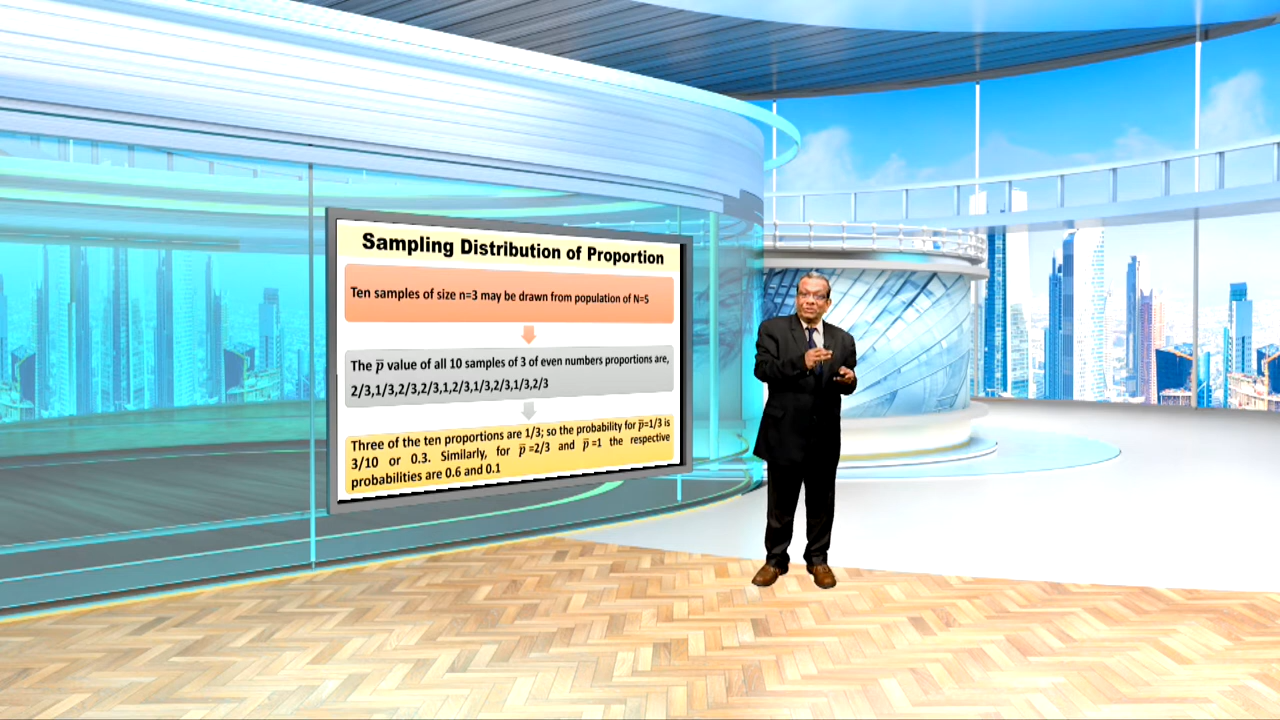 Sampling Distribution of Proportion
Ten samples of size n=3 may be drawn from population of N=5
The p̅ value of all 10 samples of 3 of even numbers proportions are,
2/3,1/3,2/3,2/3,1,2/3,1/3,2/3,1/3,2/3
Three of the ten proportions are 1/3; so the probability for p̅=1/3 is
3/10 or 0.3. Similarly, for p̅ =2/3 and p̅ =1 the respective
probabilities are 0.6 and 0.1